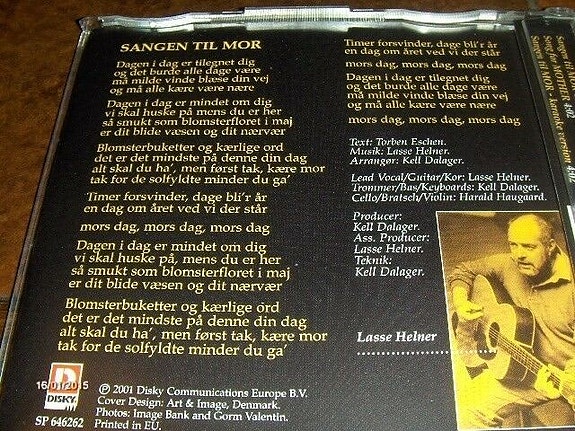 SANGEN TIL MOR
Dagen i dag er tilegnet dig
og det burde alle dage være
må milde vinde blæse din vej
og må alle kære være nære
Dagen i dag er mindet om dig
vi skal huske på mens du er her
så smukt som blomsterfloret i maj
er dit blide væsen og dit nærvær
Blomsterbuketter og kærlige ord
det er det mindste på denne din dag
alt skal du ha', men først tak, kære mor
tak for de solfyldte minder du ga'
Timer forsvinder, dage bli'r år
en dag om året ved vi der står
mors dag, mors dag, mors dag
Dagen i dag er mindet om dig
vi skal huske på, mens du er her
så smukt som blomsterfloret i maj
er dit blide væsen og dit nærvær
Blomsterbuketter og kærlige ord
det er det mindste på denne din dag
alt skal du ha', men først tak, kære mor
tak for de solfyldte minder du ga'
Timer forsvinder, dage bli'r år
en dag om året ved vi der står
mors dag, mors dag, mors dag
Dagen i dag er tilegnet dig
og det burde alle dage være
må milde vinde blæse din vej
og må alle kære være nære
mors dag, mors dag, mors dag
Text: Torben Eschen.
Musik: Lasse Helner.
Arrangør: Kell Dalager.
Lead Vocal/Guitar/Kor: Lasse Helner.
Trommer/Bas/Keyboards: Kell Dalager.
Cello/Bratsch/Violin: Harald Haugaard.
Producer:
Kell Dalager.
Ass. Producer:
Lasse Helner.
Teknik:
Kell Dalager.
Lasse Helner
DISKY
SP 646262
℗ 2001 Disky Communications Europe B.V.
Cover Design: Art & Image, Denmark.
Photos: Image Bank and Gorm Valentin.
Printed in EU.
16/01/2015
Sang til MOR
Song for MOTHER
Sangen til MOR - karaoke version